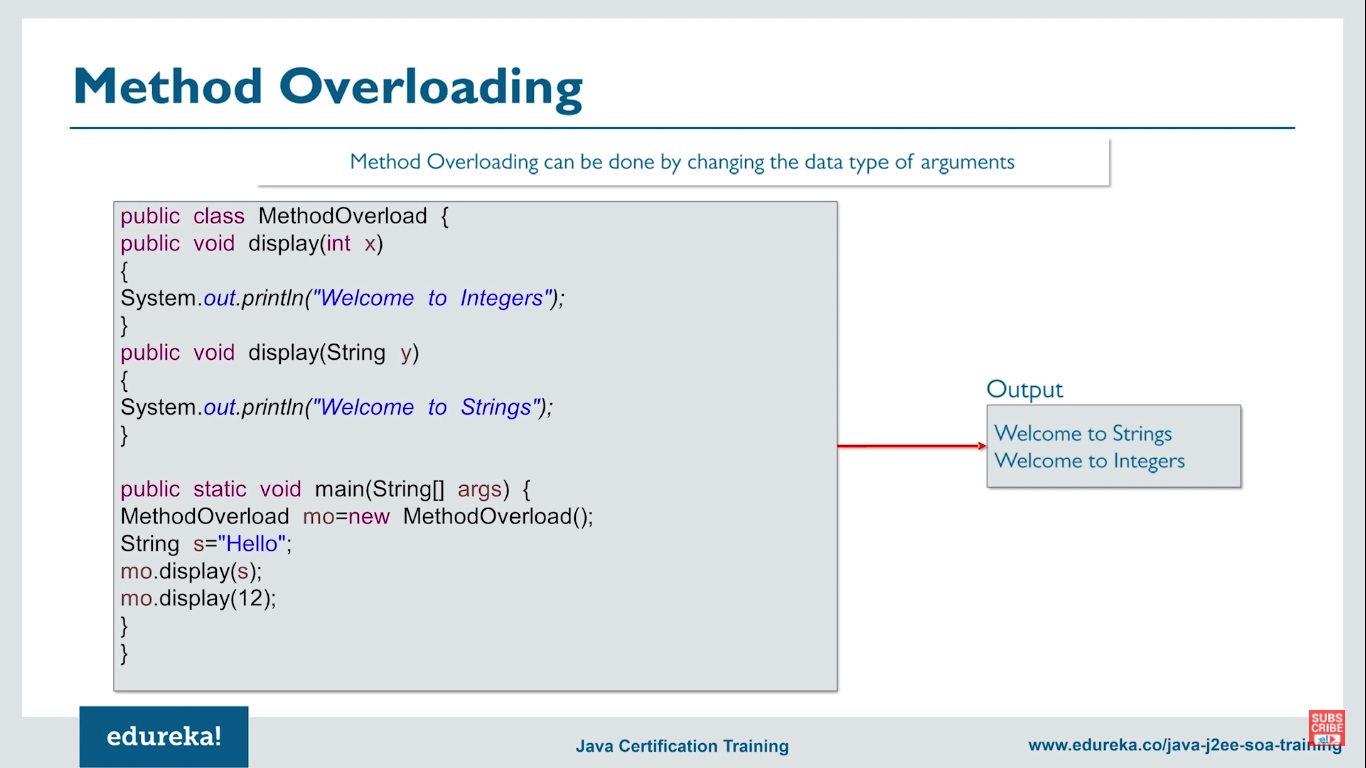 Method Overloading
Method Overloading can be done by changing the data type of arguments
public class MethodOverload {
public void display(int x)
{
System.out.println("Welcome to Integers");
}
public void display(String y)
{
System.out.println("Welcome to Strings");
}
public static void main(String[] args) {
MethodOverload mo=new MethodOverload();
String s="Hello";
mo.display(s);
mo.display(12);
}
}
Output
Welcome to Strings
Welcome to Integers
edureka!
Java Certification Training
www.edureka.co/java-j2ee-soa-training
SUBS
CRIBE